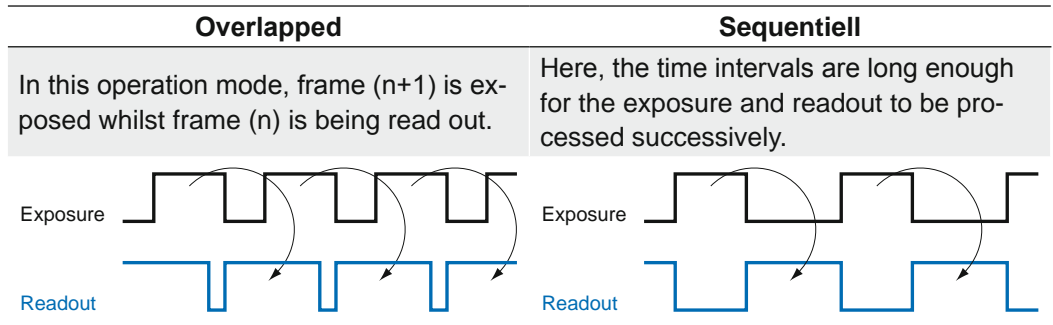 Overlapped
Sequentiell
In this operation mode, frame (n+1) is ex-
posed whilst frame (n) is being read out.
Here, the time intervals are long enough
for the exposure and readout to be pro-
cessed successively.
Exposure
Readout
Exposure
Readout